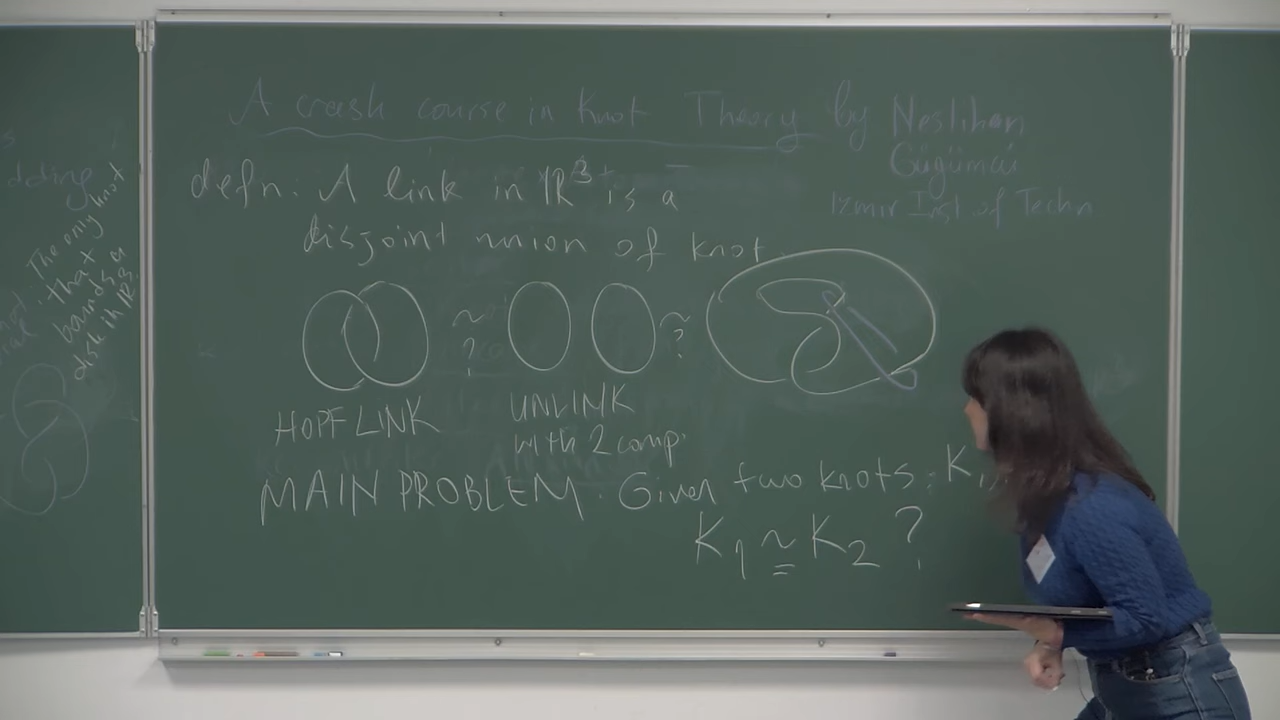 A crash course in Knot Theory by Neslihan
Gügümcü
Izmir Inst of Techn
defn: A link in R³ is a
disjoint union of knot
~
?
~
?
HOPF LINK
UNLINK
with 2 comp.
MAIN PROBLEM. Given two knots: K1,
K1 ≅ K2 ?
dding
The only knot
that
bounds a
disk in R3.